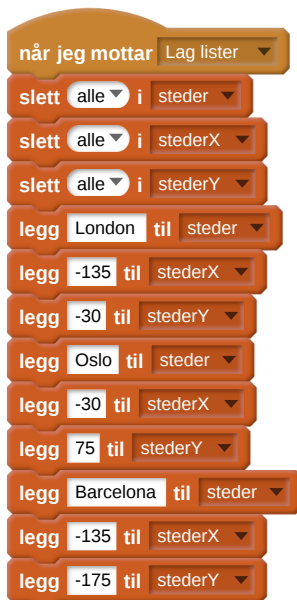 når jeg mottar Lag lister
slett alle i steder
slett alle i stederX
slett alle i stederY
legg London til steder
legg -135 til stederX
legg -30 til stederY
legg Oslo til steder
legg -30 til stederX
legg 75 til stederY
legg Barcelona til steder
legg -135 til stederX
legg -175 til stederY